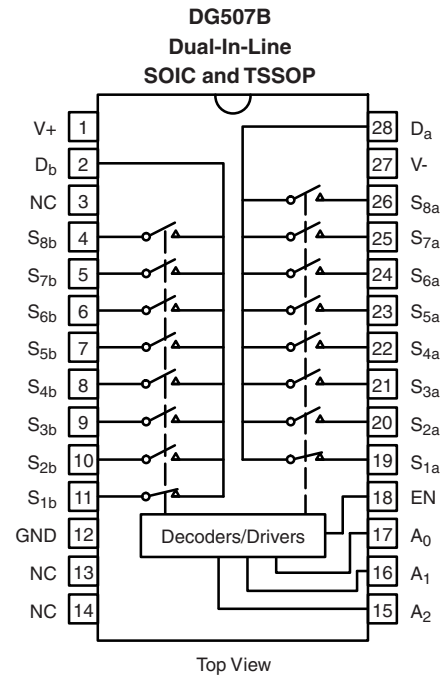 DG507B
Dual-In-Line
SOIC and TSSOP
V+ 1 28 Da
Db 2 27 V-
NC 3 26 S8a
S8b 4 25 S7a
S7b 5 24 S6a
S6b 6 23 S5a
S5b 7 22 S4a
S4b 8 21 S3a
S3b 9 20 S2a
S2b 10 19 S1a
S1b 11 18 EN
GND 12 Decoders/Drivers 17 A0
NC 13 16 A1
NC 14 15 A2
Top View